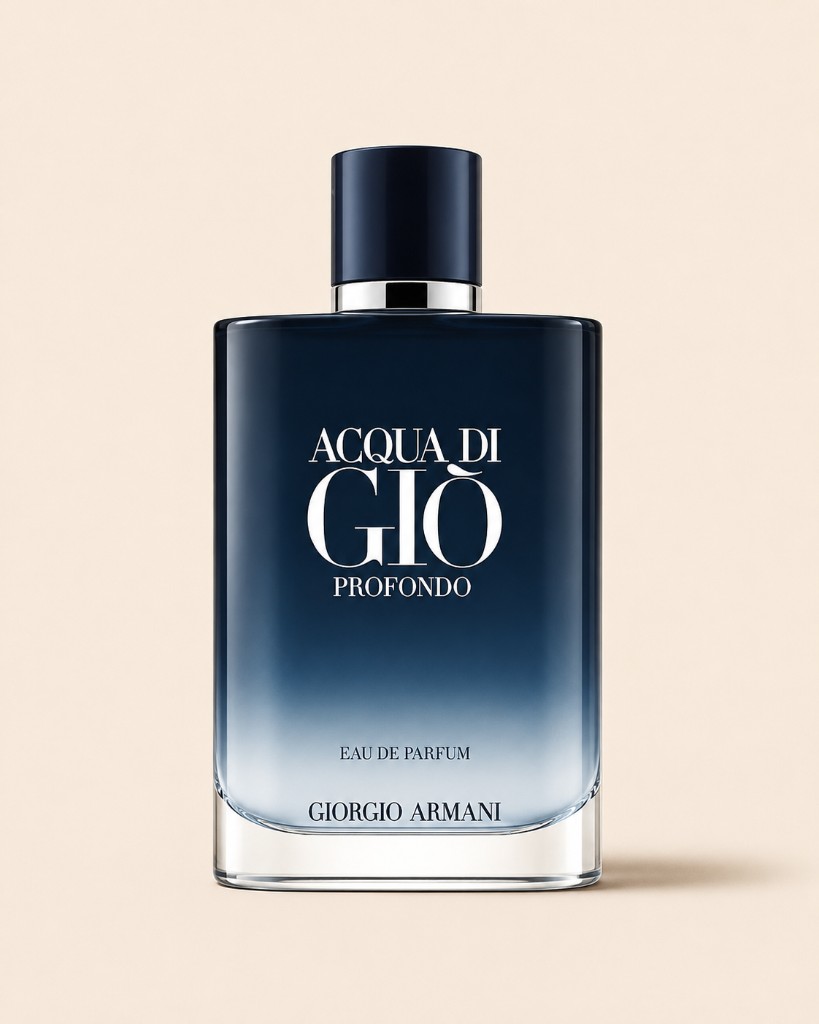 ACQUA DI
GIÒ
PROFONDO
EAU DE PARFUM
GIORGIO ARMANI